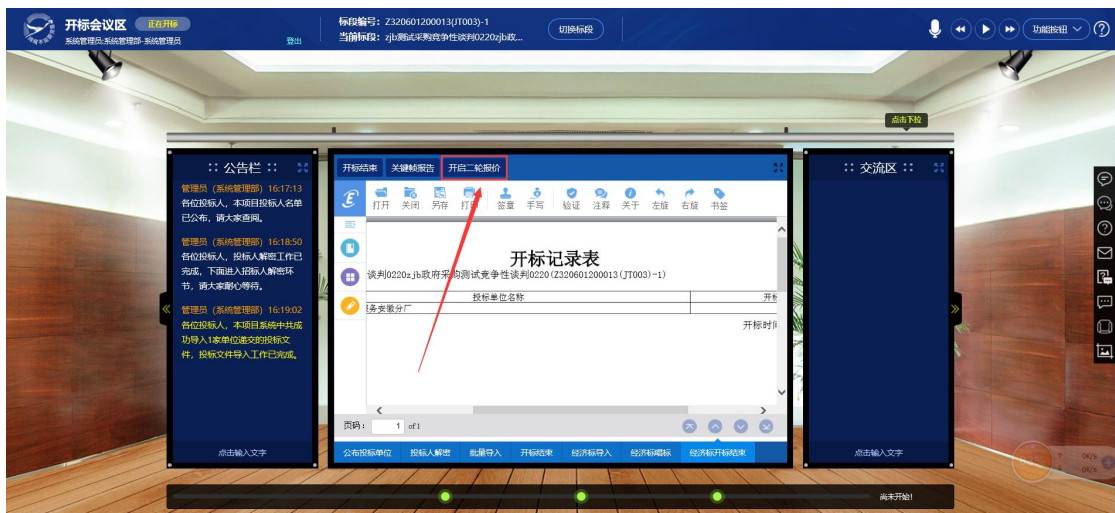 开标会议区 正在开标
系统管理员·系统管理部-系统管理员 登出
标段编号：Z320601200013(JT003)-1
当前标段：zjb测试采购竞争性谈判0220zjb政...
切换标段
功能按钮
点击下拉
:: 公告栏 ::
管理员（系统管理部）16:17:13
各位投标人，本项目投标人名单
已公布，请大家查阅。
管理员（系统管理部）16:18:50
各位投标人，投标人解密工作已
完成，下面进入招标人解密环
节，请大家耐心等待。
管理员（系统管理部）16:19:02
各位投标人，本项目系统中共成
功导入1家单位递交的投标文
件，投标文件导入工作已完成。
点击输入文字
开标结束 关键帧报告 开启二轮报价
打开 关闭 另存 打印 签章 手写 验证 注释 关于 左旋 右旋 书签
开标记录表
谈判0220zjb政府采购测试竞争性谈判0220(Z320601200013(JT003)-1)
投标单位名称 开标
服务安徽分厂
开标时间
页码： 1 of1
公布投标单位 投标人解密 批量导入 开标结束 经济标导入 经济标唱标 经济标开标结束
:: 交流区 ::
点击输入文字
0K/s
0K/s
尚未开始!